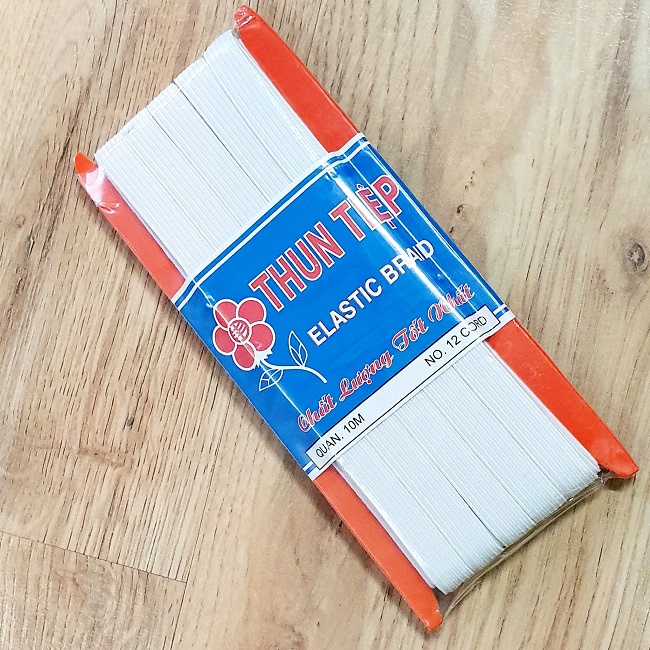 THUN TIỆP
ELASTIC BRAID
Chất Lượng Tốt Nhất
QUAN. 10M NO. 12 CORD